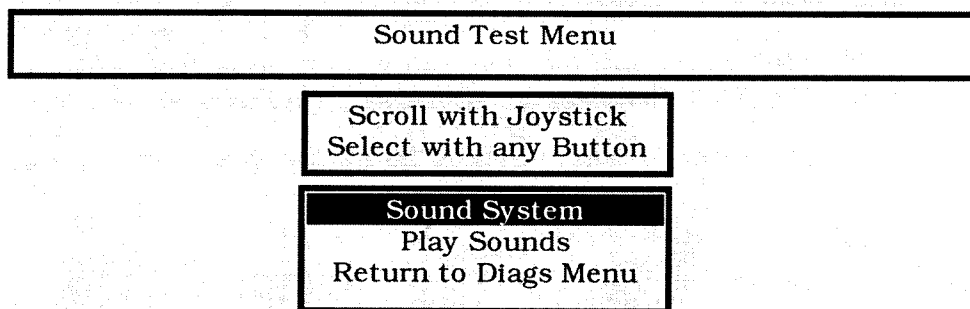 Sound Test Menu
Scroll with Joystick
Select with any Button
Sound System
Play Sounds
Return to Diags Menu